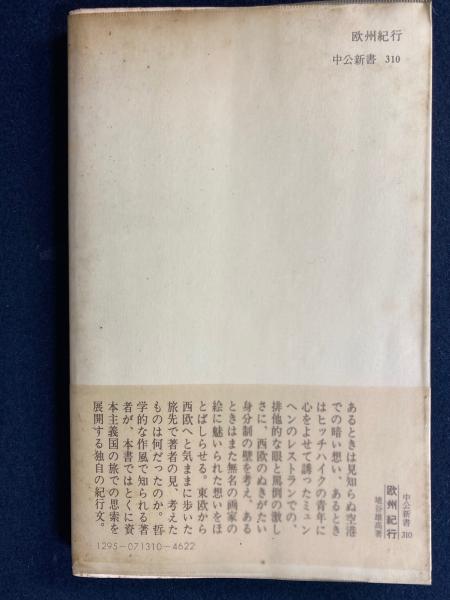 欧州紀行
中公新書 310
あるときは見知らぬ空港
での暗い想い、あるとき
はヒッチハイクの青年に
心をよせて誘ったミュン
ヘンのレストランでの、
排他的な眼と罵倒の激し
さに、西欧のぬきがたい
身分制の壁を考え、ある
ときはまた無名の画家の
絵に魅いられた想いをほ
とばしらせる。東欧から
西欧へと気ままに歩いた
旅先で著者の見、考えた
ものは何だったのか。哲
学的な作風で知られる著
者が、本書ではとくに資
本主義国の旅での思索を
展開する独自の紀行文。
中公新書 310
欧州紀行
埴谷雄高著
1295-071310-4622